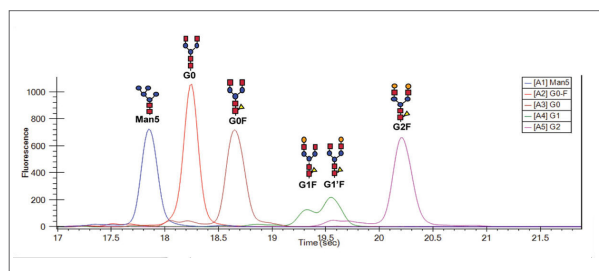 G0
G0F
G2F
Man5
G1F G1'F
[A1] Man5
[A2] G0-F
[A3] G0
[A4] G1
[A5] G2
Fluorescence
1000
800
600
400
200
0
17 17.5 18 18.5 19 19.5 20 20.5 21 21.5
Time (sec)